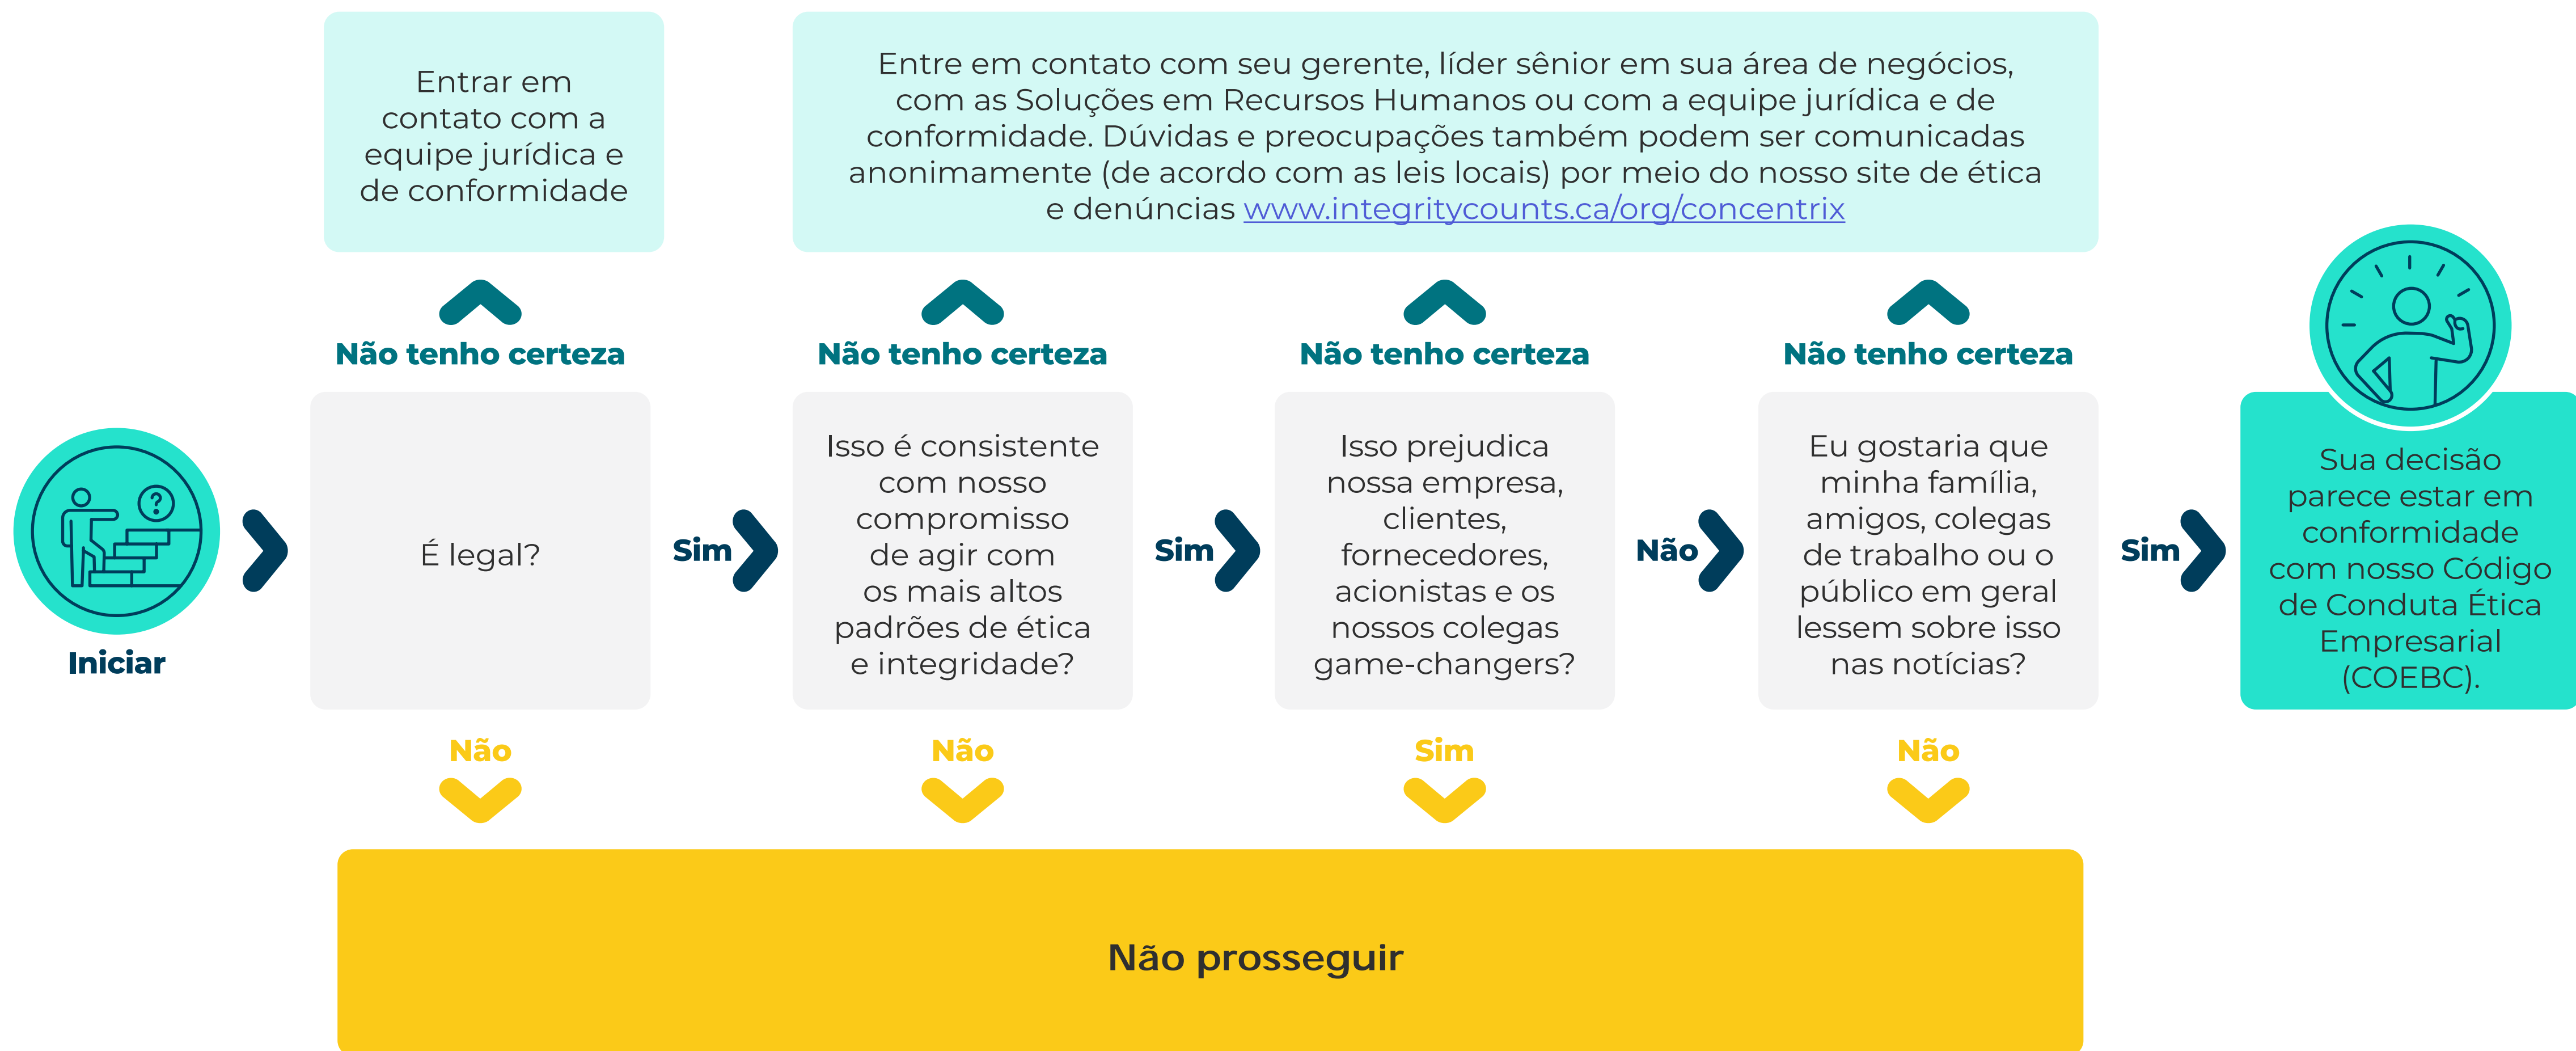 Entrar em
contato com a
equipe jurídica e
de conformidade
Entre em contato com seu gerente, líder sênior em sua área de negócios,
com as Soluções em Recursos Humanos ou com a equipe jurídica e de
conformidade. Dúvidas e preocupações também podem ser comunicadas
anonimamente (de acordo com as leis locais) por meio do nosso site de ética
e denúncias www.integritycounts.ca/org/concentrix
Não tenho certeza
Não tenho certeza
Não tenho certeza
Não tenho certeza
?
Iniciar
É legal?
Sim
Isso é consistente
com nosso
compromisso
de agir com
os mais altos
padrões de ética
e integridade?
Sim
Isso prejudica
nossa empresa,
clientes,
fornecedores,
acionistas e os
nossos colegas
game-changers?
Não
Eu gostaria que
minha família,
amigos, colegas
de trabalho ou o
público em geral
lessem sobre isso
nas notícias?
Sim
Sua decisão
parece estar em
conformidade
com nosso Código
de Conduta Ética
Empresarial
(COEBC).
Não
Não
Sim
Não
Não prosseguir